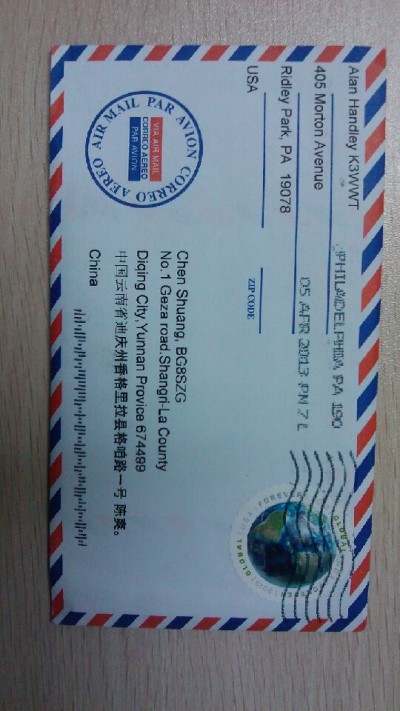 Alan Handley K3WWT
405 Morton Avenue
Ridley Park, PA 19078
USA
PHILADELPHIA PA 190
05 APR 2013 PM 7 L
ZIP CODE
GLOBAL
FOREVER
AIR MAIL PAR AVION CORREO AEREO
VIA AIR MAIL
CORREO AEREO
PAR AVION
Chen Shuang, BG8SZG
No.1 Geza road.Shangri-La County
Diqing City,Yunnan Provice 674499
中国云南省迪庆州香格里拉县格咱路一号 陈爽。
China